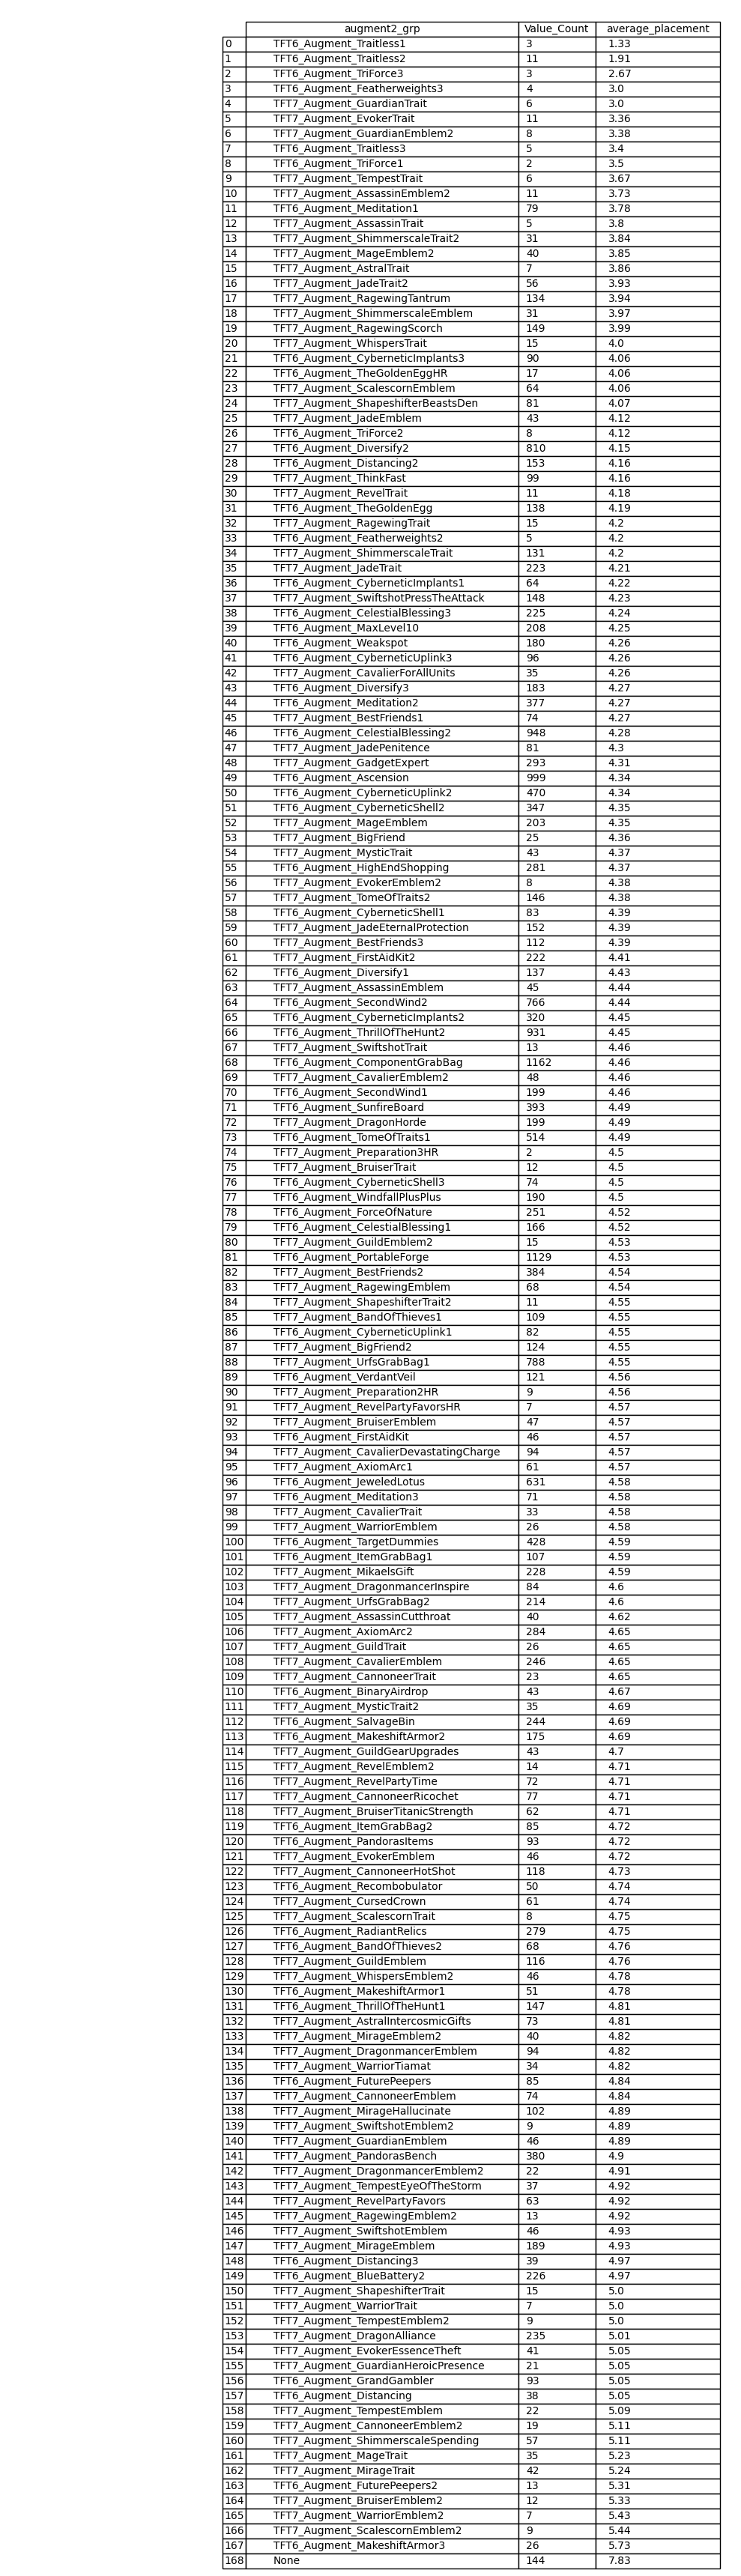 augment2_grp Value_Count average_placement
0 TFT6_Augment_Traitless1 3 1.33
1 TFT6_Augment_Traitless2 11 1.91
2 TFT6_Augment_TriForce3 3 2.67
3 TFT6_Augment_Featherweights3 4 3.0
4 TFT7_Augment_GuardianTrait 6 3.0
5 TFT7_Augment_EvokerTrait 11 3.36
6 TFT7_Augment_GuardianEmblem2 8 3.38
7 TFT6_Augment_Traitless3 5 3.4
8 TFT6_Augment_TriForce1 2 3.5
9 TFT7_Augment_TempestTrait 6 3.67
10 TFT7_Augment_AssassinEmblem2 11 3.73
11 TFT6_Augment_Meditation1 79 3.78
12 TFT7_Augment_AssassinTrait 5 3.8
13 TFT7_Augment_ShimmerscaleTrait2 31 3.84
14 TFT7_Augment_MageEmblem2 40 3.85
15 TFT7_Augment_AstralTrait 7 3.86
16 TFT7_Augment_JadeTrait2 56 3.93
17 TFT7_Augment_RagewingTantrum 134 3.94
18 TFT7_Augment_ShimmerscaleEmblem 31 3.97
19 TFT7_Augment_RagewingScorch 149 3.99
20 TFT7_Augment_WhispersTrait 15 4.0
21 TFT6_Augment_CyberneticImplants3 90 4.06
22 TFT6_Augment_TheGoldenEggHR 17 4.06
23 TFT7_Augment_ScalescornEmblem 64 4.06
24 TFT7_Augment_ShapeshifterBeastsDen 81 4.07
25 TFT7_Augment_JadeEmblem 43 4.12
26 TFT6_Augment_TriForce2 8 4.12
27 TFT6_Augment_Diversify2 810 4.15
28 TFT6_Augment_Distancing2 153 4.16
29 TFT7_Augment_ThinkFast 99 4.16
30 TFT7_Augment_RevelTrait 11 4.18
31 TFT6_Augment_TheGoldenEgg 138 4.19
32 TFT7_Augment_RagewingTrait 15 4.2
33 TFT6_Augment_Featherweights2 5 4.2
34 TFT7_Augment_ShimmerscaleTrait 131 4.2
35 TFT7_Augment_JadeTrait 223 4.21
36 TFT6_Augment_CyberneticImplants1 64 4.22
37 TFT7_Augment_SwiftshotPressTheAttack 148 4.23
38 TFT6_Augment_CelestialBlessing3 225 4.24
39 TFT6_Augment_MaxLevel10 208 4.25
40 TFT6_Augment_Weakspot 180 4.26
41 TFT6_Augment_CyberneticUplink3 96 4.26
42 TFT7_Augment_CavalierForAllUnits 35 4.26
43 TFT6_Augment_Diversify3 183 4.27
44 TFT6_Augment_Meditation2 377 4.27
45 TFT7_Augment_BestFriends1 74 4.27
46 TFT6_Augment_CelestialBlessing2 948 4.28
47 TFT7_Augment_JadePenitence 81 4.3
48 TFT7_Augment_GadgetExpert 293 4.31
49 TFT6_Augment_Ascension 999 4.34
50 TFT6_Augment_CyberneticUplink2 470 4.34
51 TFT6_Augment_CyberneticShell2 347 4.35
52 TFT7_Augment_MageEmblem 203 4.35
53 TFT7_Augment_BigFriend 25 4.36
54 TFT7_Augment_MysticTrait 43 4.37
55 TFT6_Augment_HighEndShopping 281 4.37
56 TFT7_Augment_EvokerEmblem2 8 4.38
57 TFT7_Augment_TomeOfTraits2 146 4.38
58 TFT6_Augment_CyberneticShell1 83 4.39
59 TFT7_Augment_JadeEternalProtection 152 4.39
60 TFT7_Augment_BestFriends3 112 4.39
61 TFT7_Augment_FirstAidKit2 222 4.41
62 TFT6_Augment_Diversify1 137 4.43
63 TFT7_Augment_AssassinEmblem 45 4.44
64 TFT6_Augment_SecondWind2 766 4.44
65 TFT6_Augment_CyberneticImplants2 320 4.45
66 TFT6_Augment_ThrillOfTheHunt2 931 4.45
67 TFT7_Augment_SwiftshotTrait 13 4.46
68 TFT6_Augment_ComponentGrabBag 1162 4.46
69 TFT7_Augment_CavalierEmblem2 48 4.46
70 TFT6_Augment_SecondWind1 199 4.46
71 TFT6_Augment_SunfireBoard 393 4.49
72 TFT7_Augment_DragonHorde 199 4.49
73 TFT6_Augment_TomeOfTraits1 514 4.49
74 TFT7_Augment_Preparation3HR 2 4.5
75 TFT7_Augment_BruiserTrait 12 4.5
76 TFT6_Augment_CyberneticShell3 74 4.5
77 TFT6_Augment_WindfallPlusPlus 190 4.5
78 TFT6_Augment_ForceOfNature 251 4.52
79 TFT6_Augment_CelestialBlessing1 166 4.52
80 TFT7_Augment_GuildEmblem2 15 4.53
81 TFT6_Augment_PortableForge 1129 4.53
82 TFT7_Augment_BestFriends2 384 4.54
83 TFT7_Augment_RagewingEmblem 68 4.54
84 TFT7_Augment_ShapeshifterTrait2 11 4.55
85 TFT7_Augment_BandOfThieves1 109 4.55
86 TFT6_Augment_CyberneticUplink1 82 4.55
87 TFT7_Augment_BigFriend2 124 4.55
88 TFT7_Augment_UrfsGrabBag1 788 4.55
89 TFT6_Augment_VerdantVeil 121 4.56
90 TFT7_Augment_Preparation2HR 9 4.56
91 TFT7_Augment_RevelPartyFavorsHR 7 4.57
92 TFT7_Augment_BruiserEmblem 47 4.57
93 TFT6_Augment_FirstAidKit 46 4.57
94 TFT7_Augment_CavalierDevastatingCharge 94 4.57
95 TFT7_Augment_AxiomArc1 61 4.57
96 TFT6_Augment_JeweledLotus 631 4.58
97 TFT6_Augment_Meditation3 71 4.58
98 TFT7_Augment_CavalierTrait 33 4.58
99 TFT7_Augment_WarriorEmblem 26 4.58
100 TFT6_Augment_TargetDummies 428 4.59
101 TFT6_Augment_ItemGrabBag1 107 4.59
102 TFT7_Augment_MikaelsGift 228 4.59
103 TFT7_Augment_DragonmancerInspire 84 4.6
104 TFT7_Augment_UrfsGrabBag2 214 4.6
105 TFT7_Augment_AssassinCutthroat 40 4.62
106 TFT7_Augment_AxiomArc2 284 4.65
107 TFT7_Augment_GuildTrait 26 4.65
108 TFT7_Augment_CavalierEmblem 246 4.65
109 TFT7_Augment_CannoneerTrait 23 4.65
110 TFT6_Augment_BinaryAirdrop 43 4.67
111 TFT7_Augment_MysticTrait2 35 4.69
112 TFT6_Augment_SalvageBin 244 4.69
113 TFT6_Augment_MakeshiftArmor2 175 4.69
114 TFT7_Augment_GuildGearUpgrades 43 4.7
115 TFT7_Augment_RevelEmblem2 14 4.71
116 TFT7_Augment_RevelPartyTime 72 4.71
117 TFT7_Augment_CannoneerRicochet 77 4.71
118 TFT7_Augment_BruiserTitanicStrength 62 4.71
119 TFT6_Augment_ItemGrabBag2 85 4.72
120 TFT6_Augment_PandorasItems 93 4.72
121 TFT7_Augment_EvokerEmblem 46 4.72
122 TFT7_Augment_CannoneerHotShot 118 4.73
123 TFT6_Augment_Recombobulator 50 4.74
124 TFT7_Augment_CursedCrown 61 4.74
125 TFT7_Augment_ScalescornTrait 8 4.75
126 TFT6_Augment_RadiantRelics 279 4.75
127 TFT6_Augment_BandOfThieves2 68 4.76
128 TFT7_Augment_GuildEmblem 116 4.76
129 TFT7_Augment_WhispersEmblem2 46 4.78
130 TFT6_Augment_MakeshiftArmor1 51 4.78
131 TFT6_Augment_ThrillOfTheHunt1 147 4.81
132 TFT7_Augment_AstralIntercosmicGifts 73 4.81
133 TFT7_Augment_MirageEmblem2 40 4.82
134 TFT7_Augment_DragonmancerEmblem 94 4.82
135 TFT7_Augment_WarriorTiamat 34 4.82
136 TFT6_Augment_FuturePeepers 85 4.84
137 TFT7_Augment_CannoneerEmblem 74 4.84
138 TFT7_Augment_MirageHallucinate 102 4.89
139 TFT7_Augment_SwiftshotEmblem2 9 4.89
140 TFT7_Augment_GuardianEmblem 46 4.89
141 TFT7_Augment_PandorasBench 380 4.9
142 TFT7_Augment_DragonmancerEmblem2 22 4.91
143 TFT7_Augment_TempestEyeOfTheStorm 37 4.92
144 TFT7_Augment_RevelPartyFavors 63 4.92
145 TFT7_Augment_RagewingEmblem2 13 4.92
146 TFT7_Augment_SwiftshotEmblem 46 4.93
147 TFT7_Augment_MirageEmblem 189 4.93
148 TFT6_Augment_Distancing3 39 4.97
149 TFT6_Augment_BlueBattery2 226 4.97
150 TFT7_Augment_ShapeshifterTrait 15 5.0
151 TFT7_Augment_WarriorTrait 7 5.0
152 TFT7_Augment_TempestEmblem2 9 5.0
153 TFT7_Augment_DragonAlliance 235 5.01
154 TFT7_Augment_EvokerEssenceTheft 41 5.05
155 TFT7_Augment_GuardianHeroicPresence 21 5.05
156 TFT6_Augment_GrandGambler 93 5.05
157 TFT6_Augment_Distancing 38 5.05
158 TFT7_Augment_TempestEmblem 22 5.09
159 TFT7_Augment_CannoneerEmblem2 19 5.11
160 TFT7_Augment_ShimmerscaleSpending 57 5.11
161 TFT7_Augment_MageTrait 35 5.23
162 TFT7_Augment_MirageTrait 42 5.24
163 TFT6_Augment_FuturePeepers2 13 5.31
164 TFT7_Augment_BruiserEmblem2 12 5.33
165 TFT7_Augment_WarriorEmblem2 7 5.43
166 TFT7_Augment_ScalescornEmblem2 9 5.44
167 TFT6_Augment_MakeshiftArmor3 26 5.73
168 None 144 7.83